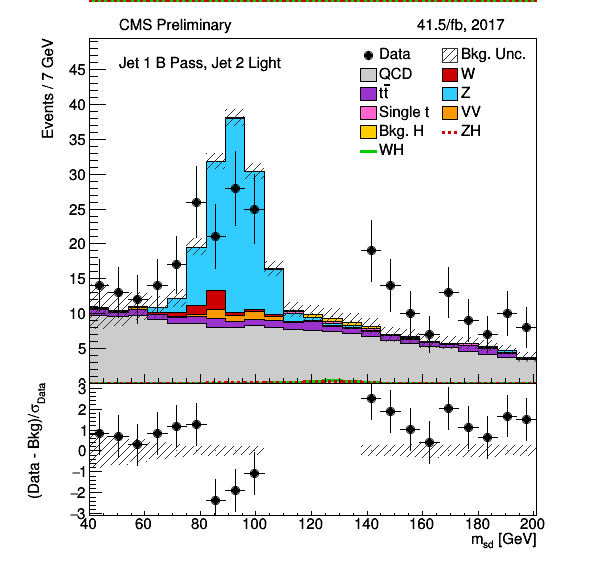 CMS Preliminary
41.5/fb, 2017
Events / 7 GeV
Jet 1 B Pass, Jet 2 Light
Data
Bkg. Unc.
QCD
W
tt̅
Z
Single t
VV
Bkg. H
ZH
WH
45
40
35
30
25
20
15
10
5
(Data - Bkg)/σData
3
2
1
0
−1
−2
−3
40 60 80 100 120 140 160 180 200
msd [GeV]